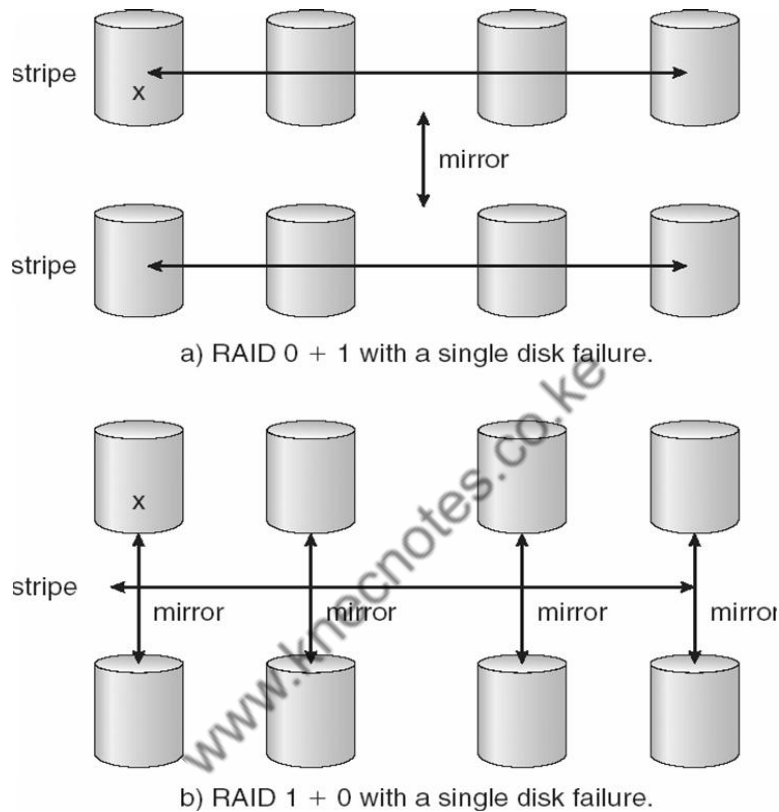 stripe
x
mirror
stripe
a) RAID 0 + 1 with a single disk failure.
x
stripe
mirror mirror mirror mirror
www.knecnotes.co.ke
b) RAID 1 + 0 with a single disk failure.